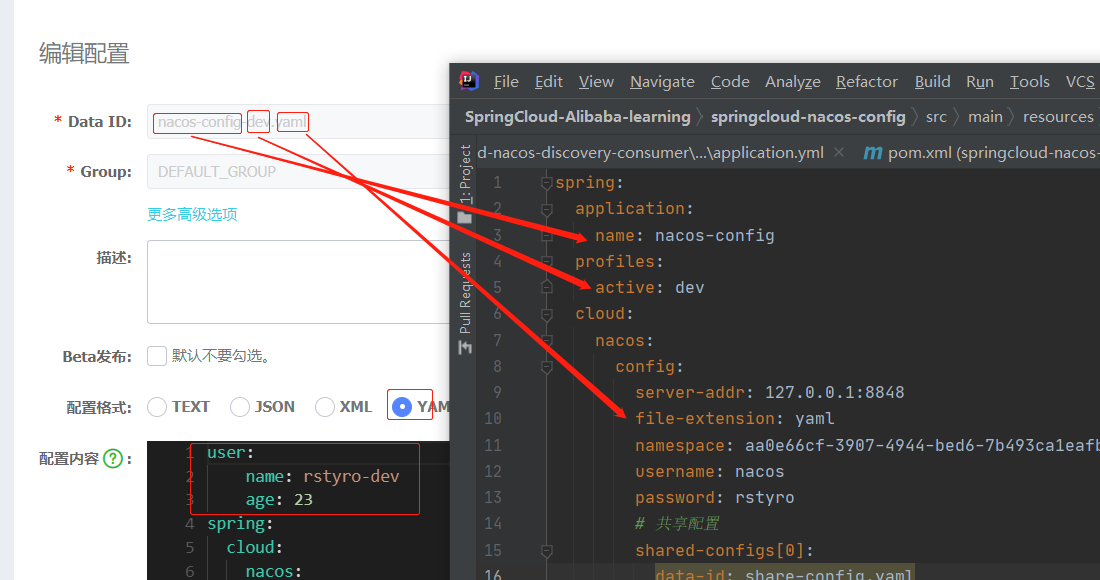 编辑配置
* Data ID:
nacos-config-dev.yaml
* Group:
DEFAULT_GROUP
更多高级选项
描述:
Beta发布:
默认不要勾选。
配置格式:
TEXT
JSON
XML
YAM
配置内容 ? :
1 user:
2 name: rstyro-dev
3 age: 23
4 spring:
5 cloud:
6 nacos:
IJ
File Edit View Navigate Code Analyze Refactor Build Run Tools VCS
SpringCloud-Alibaba-learning springcloud-nacos-config src main resources
d-nacos-discovery-consumer\...\application.yml × m pom.xml (springcloud-nacos-
1: Project
Pull Requests
1 spring:
2 application:
3 name: nacos-config
4 profiles:
5 active: dev
6 cloud:
7 nacos:
8 config:
9 server-addr: 127.0.0.1:8848
10 file-extension: yaml
11 namespace: aa0e66cf-3907-4944-bed6-7b493ca1eafb
12 username: nacos
13 password: rstyro
14 # 共享配置
15 shared-configs[0]:
16 data-id: share-config.yaml